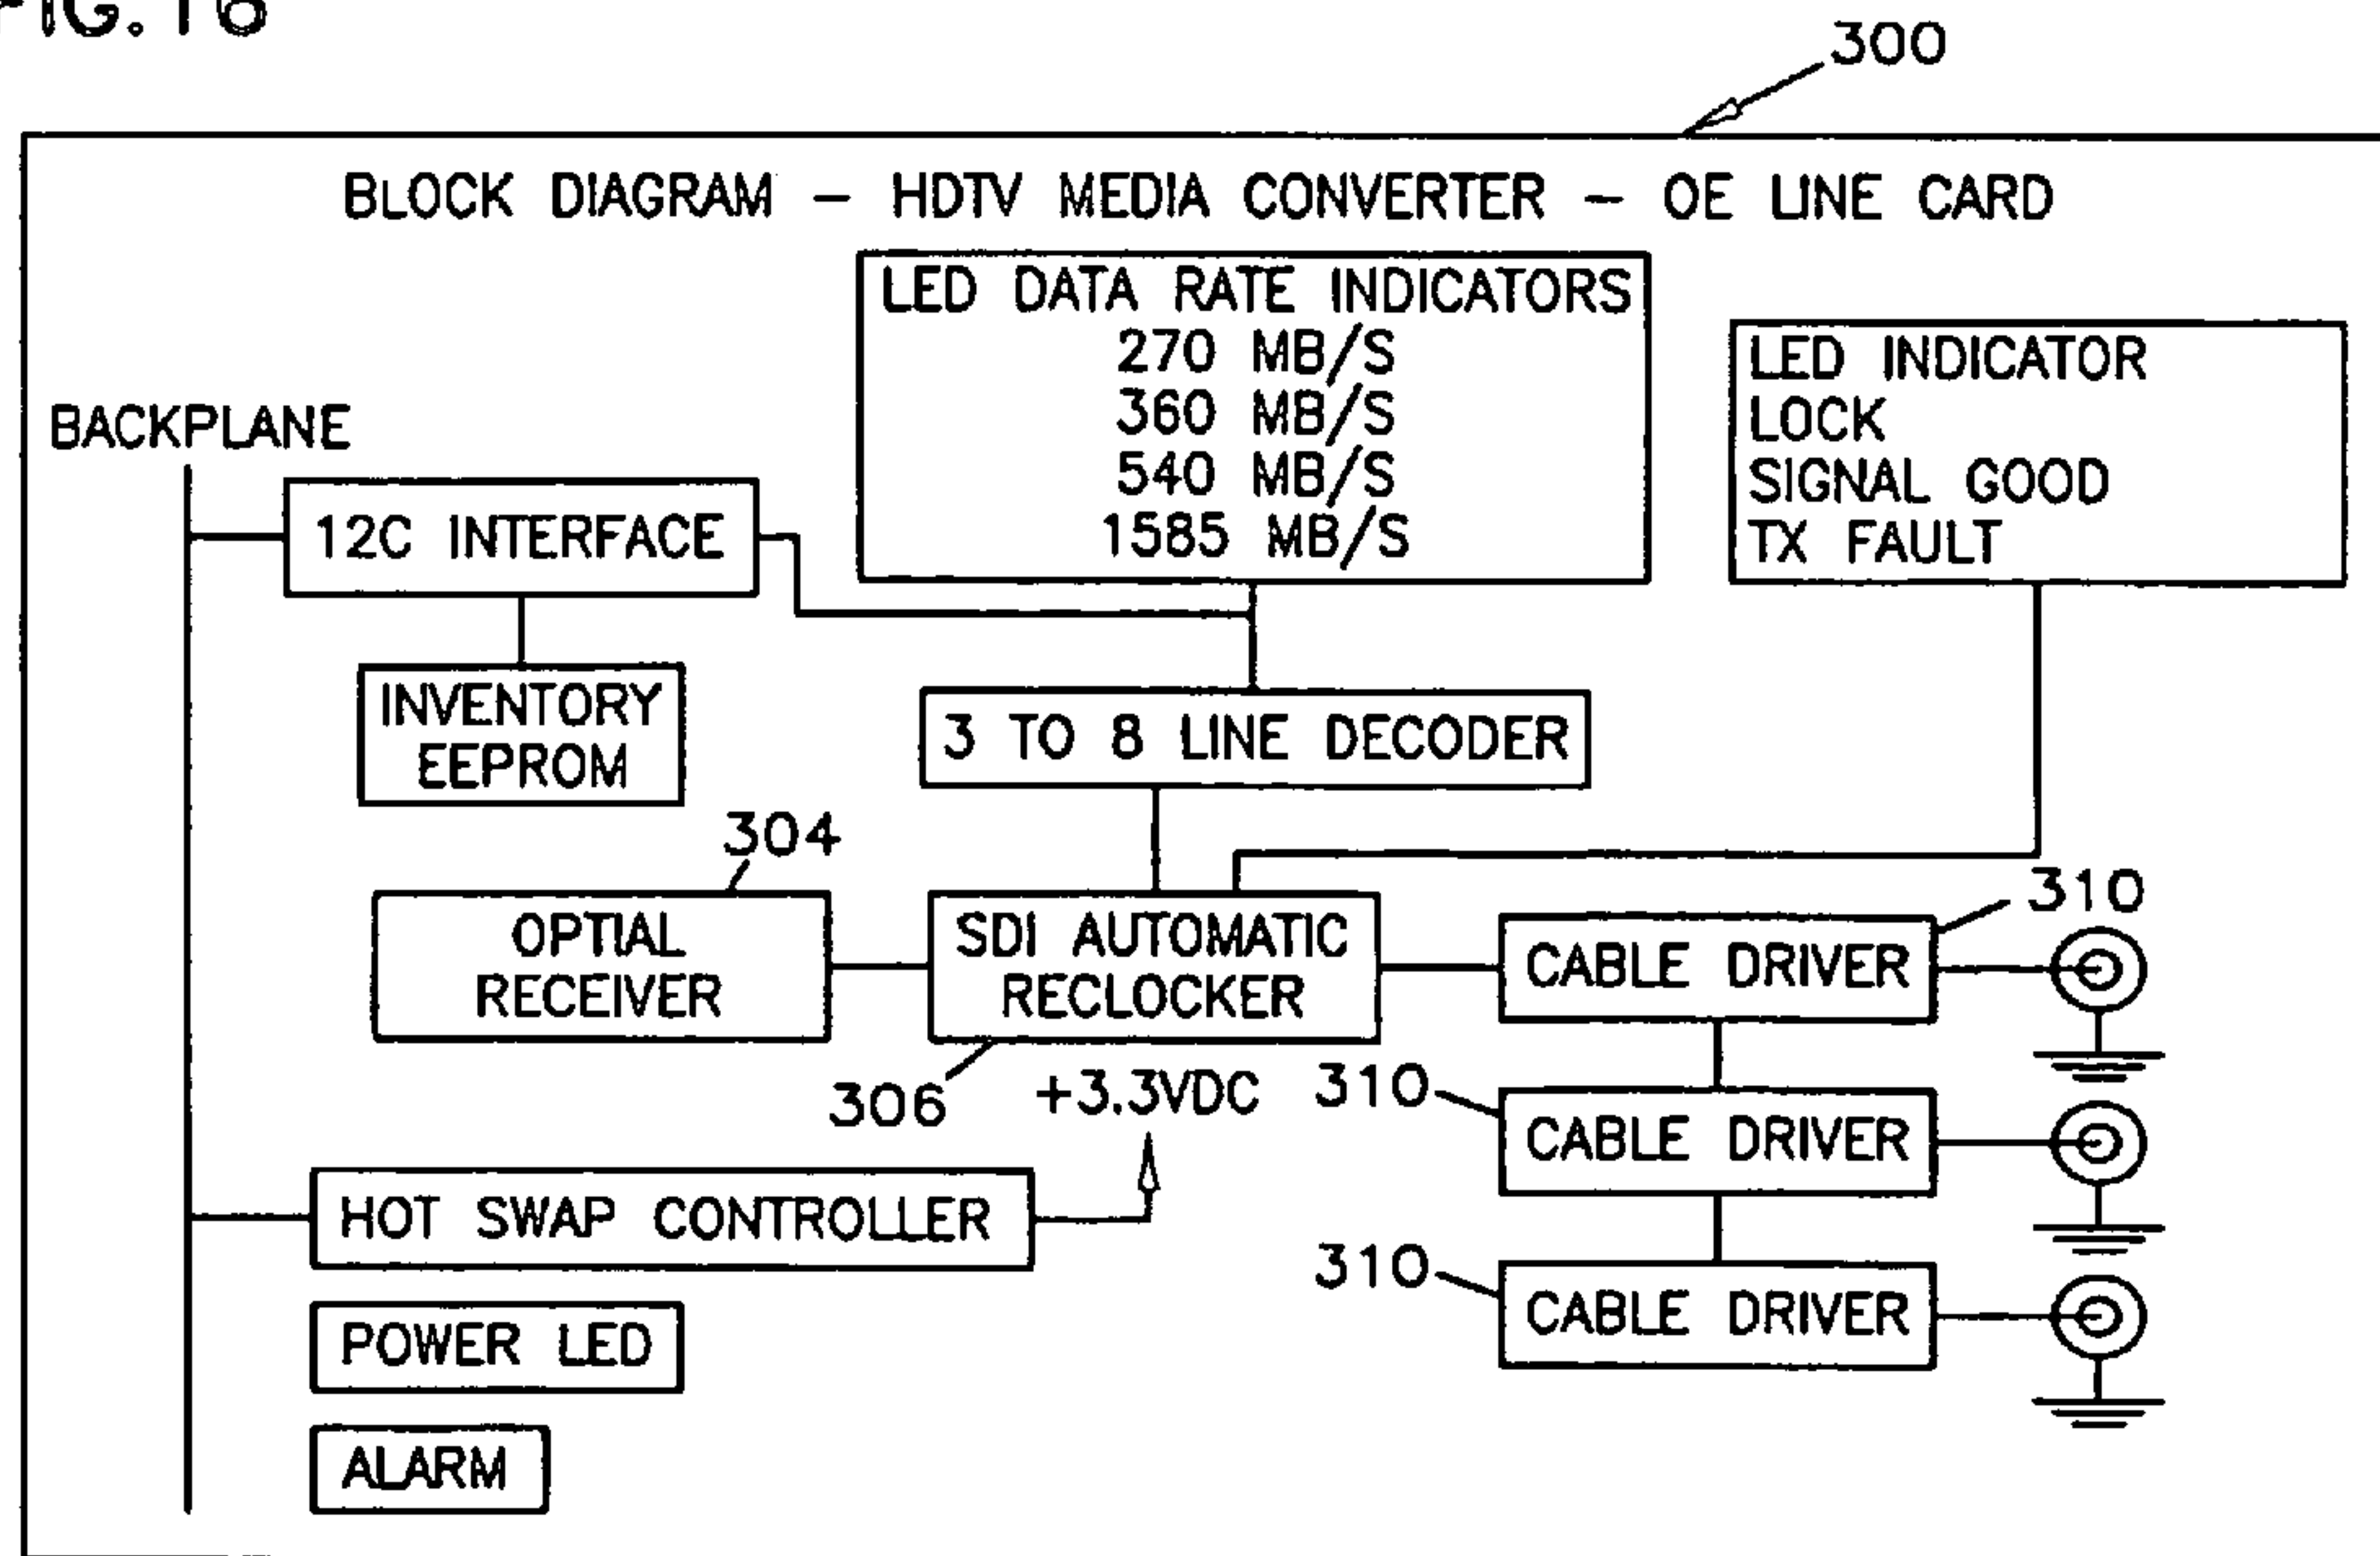 FIG. 16
300
BLOCK DIAGRAM – HDTV MEDIA CONVERTER – OE LINE CARD
LED DATA RATE INDICATORS
270 MB/S
360 MB/S
540 MB/S
1585 MB/S
LED INDICATOR
LOCK
SIGNAL GOOD
TX FAULT
BACKPLANE
12C INTERFACE
INVENTORY
EEPROM
3 TO 8 LINE DECODER
304
OPTIAL
RECEIVER
SDI AUTOMATIC
RECLOCKER
306
310
CABLE DRIVER
+3.3VDC
310
CABLE DRIVER
HOT SWAP CONTROLLER
310
CABLE DRIVER
POWER LED
ALARM